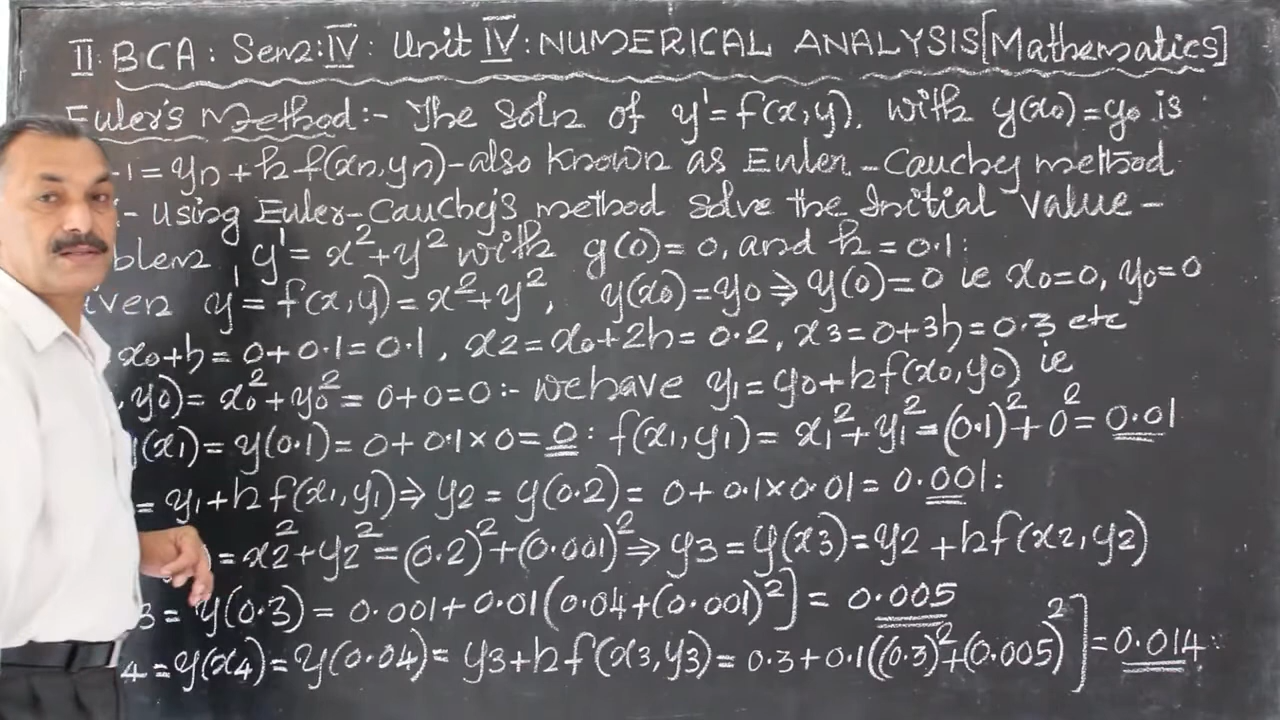 II BCA: Sem:IV: Unit IV: NUMERICAL ANALYSIS[Mathematics]
Euler's Method:- The Soln of y' = f(x,y). with y(x0)=y0 is
-1 = yn + h f(xn,yn)-also known as Euler-Cauchy method
:- Using Euler-Cauchy's method solve the Initial Value-
blem y' = x²+y² with y(0)=0, and h=0.1:
iven y' = f(x,y) = x²+y², y(x0)=y0 ⇒ y(0)=0 ie x0=0, y0=0
x0+h = 0+0.1=0.1, x2=x0+2h=0.2, x3=0+3h=0.3 etc
,y0) = x0²+y0² = 0+0=0:- we have y1=y0+hf(x0,y0) ie
(x1) = y(0.1) = 0+0.1×0=0: f(x1,y1) = x1²+y1² = (0.1)²+0² = 0.01
= y1+hf(x1,y1) ⇒ y2 = y(0.2) = 0+0.1×0.01 = 0.001:
) = x2²+y2² = (0.2)²+(0.001)² ⇒ y3 = y(x3) = y2+hf(x2,y2)
3 = y(0.3) = 0.001+0.01(0.04+(0.001)²] = 0.005
4 = y(x4) = y(0.04) = y3+hf(x3,y3) = 0.3+0.1((0.3)²+(0.005)²] = 0.014: